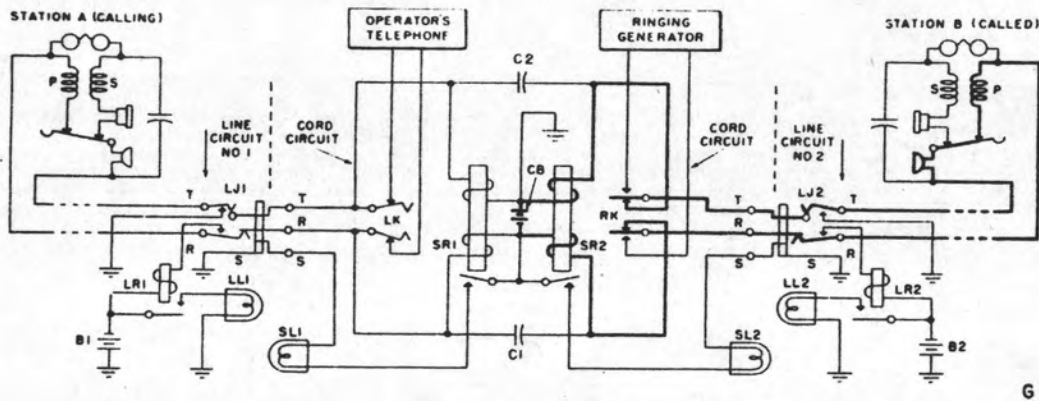 STATION A (CALLING)
OPERATOR'S
TELEPHONE
RINGING
GENERATOR
STATION B (CALLED)
C2
P
S
S
P
LINE
CIRCUIT
NO. 1
CORD
CIRCUIT
CORD
CIRCUIT
LINE
CIRCUIT
NO. 2
CB
T
LJ1
T
LK
RK
T
LJ2
T
R
R
R
R
S
S
SR1
SR2
S
S
LR1
LL1
LL2
LR2
B1
SL1
C1
SL2
B2
G